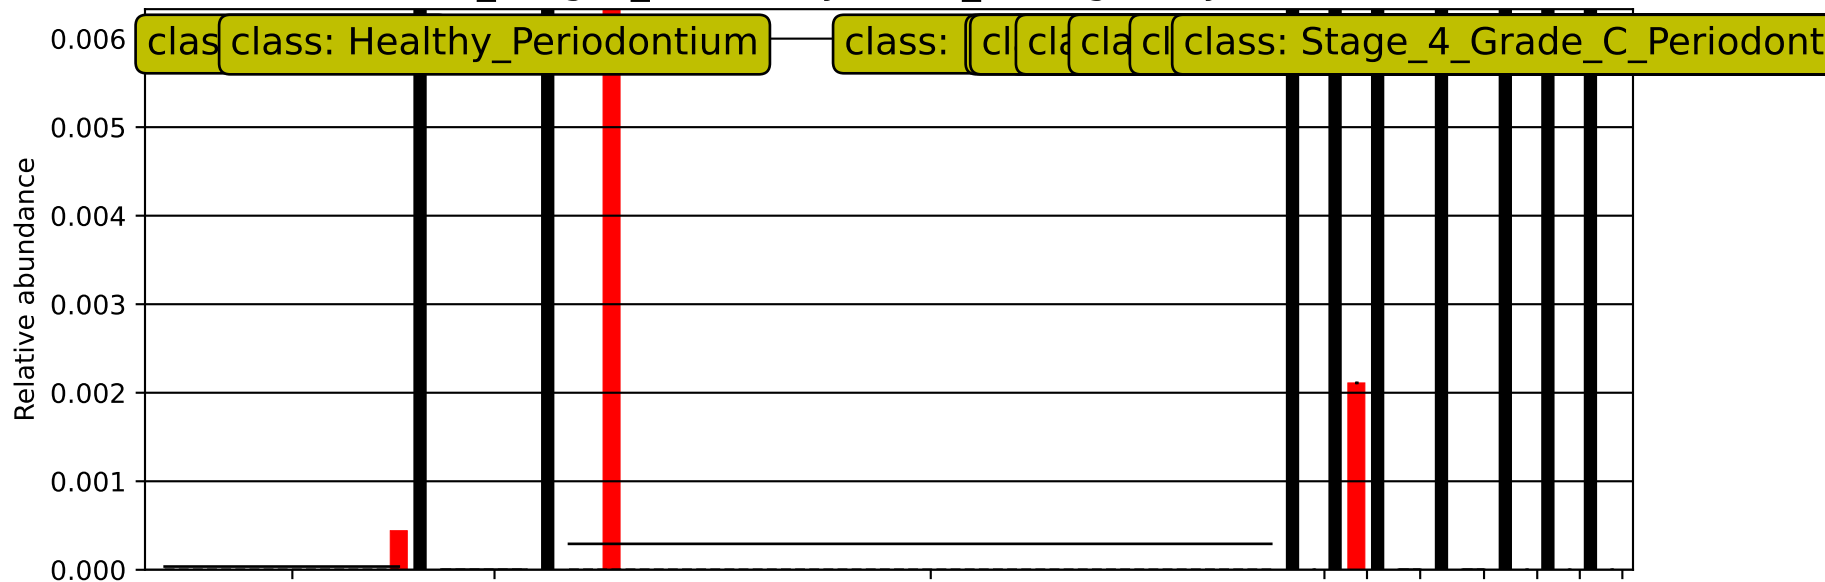 0.006
clas
class: Healthy_Periodontium
class:
cl
cla
cla
cl
class: Stage_4_Grade_C_Periodont
0.005
0.004
0.003
0.002
0.001
0.000
Relative abundance